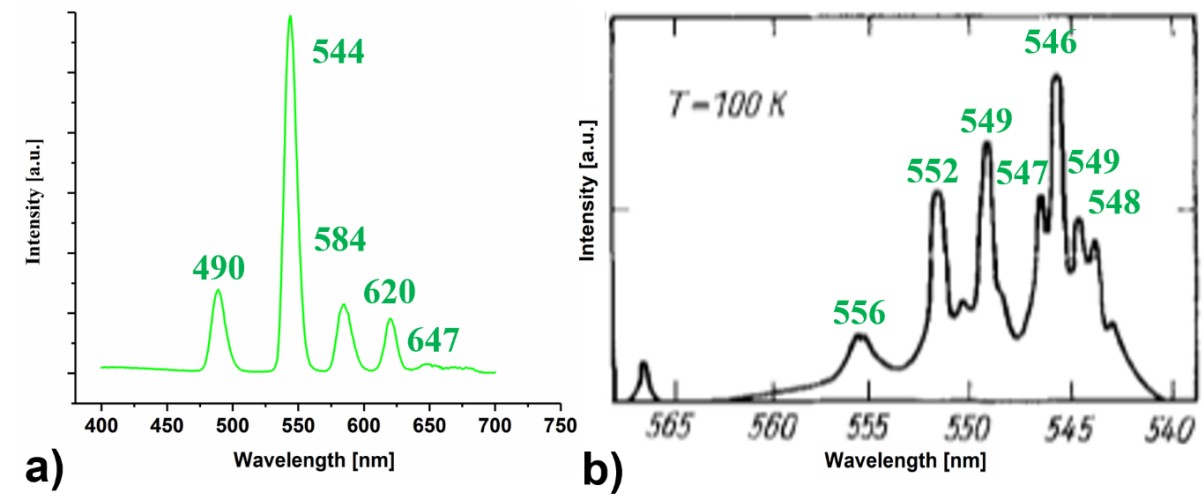 544
584
490
620
647
Intensity [a.u.]
400 450 500 550 600 650 700 750
Wavelength [nm]
a)
T=100 K
546
549
552
547
549
548
556
Intensity [a.u.]
565 560 555 550 545 540
Wavelength [nm]
b)